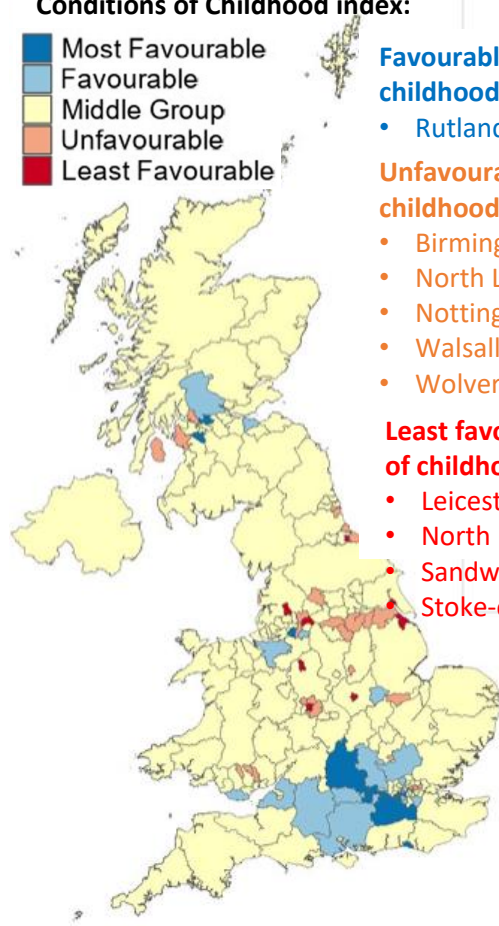 Conditions of Childhood index:
Most Favourable
Favourable
Middle Group
Unfavourable
Least Favourable
Favourabl
childhood
• Rutland
Unfavoura
childhood
• Birming
• North L
• Notting
• Walsall
• Wolver
Least favo
of childho
• Leicest
• North
• Sandw
• Stoke-